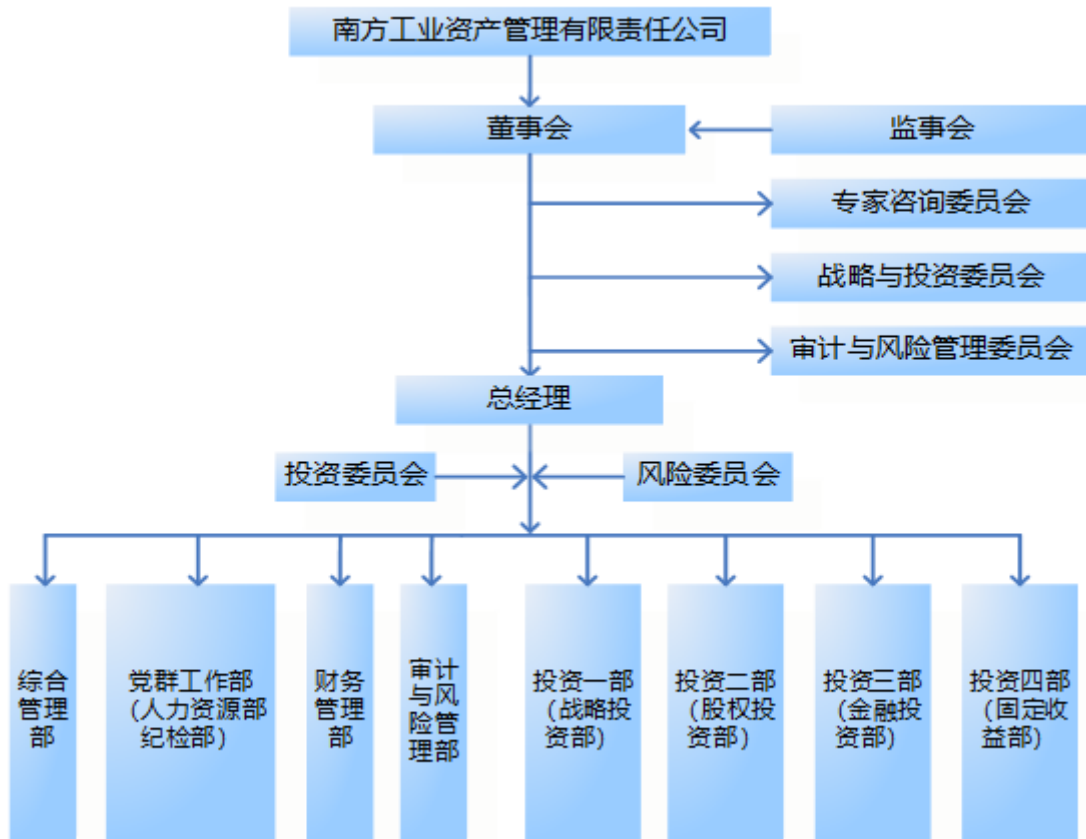 南方工业资产管理有限责任公司
董事会
监事会
专家咨询委员会
战略与投资委员会
审计与风险管理委员会
总经理
投资委员会
风险委员会
综合
管理
部
党群工作部
（人力资源部
纪检部）
财务
管理
部
审计
与风
险管
理部
投资一部
（战略投
资部）
投资二部
（股权投
资部）
投资三部
（金融投
资部）
投资四部
（固定收
益部）